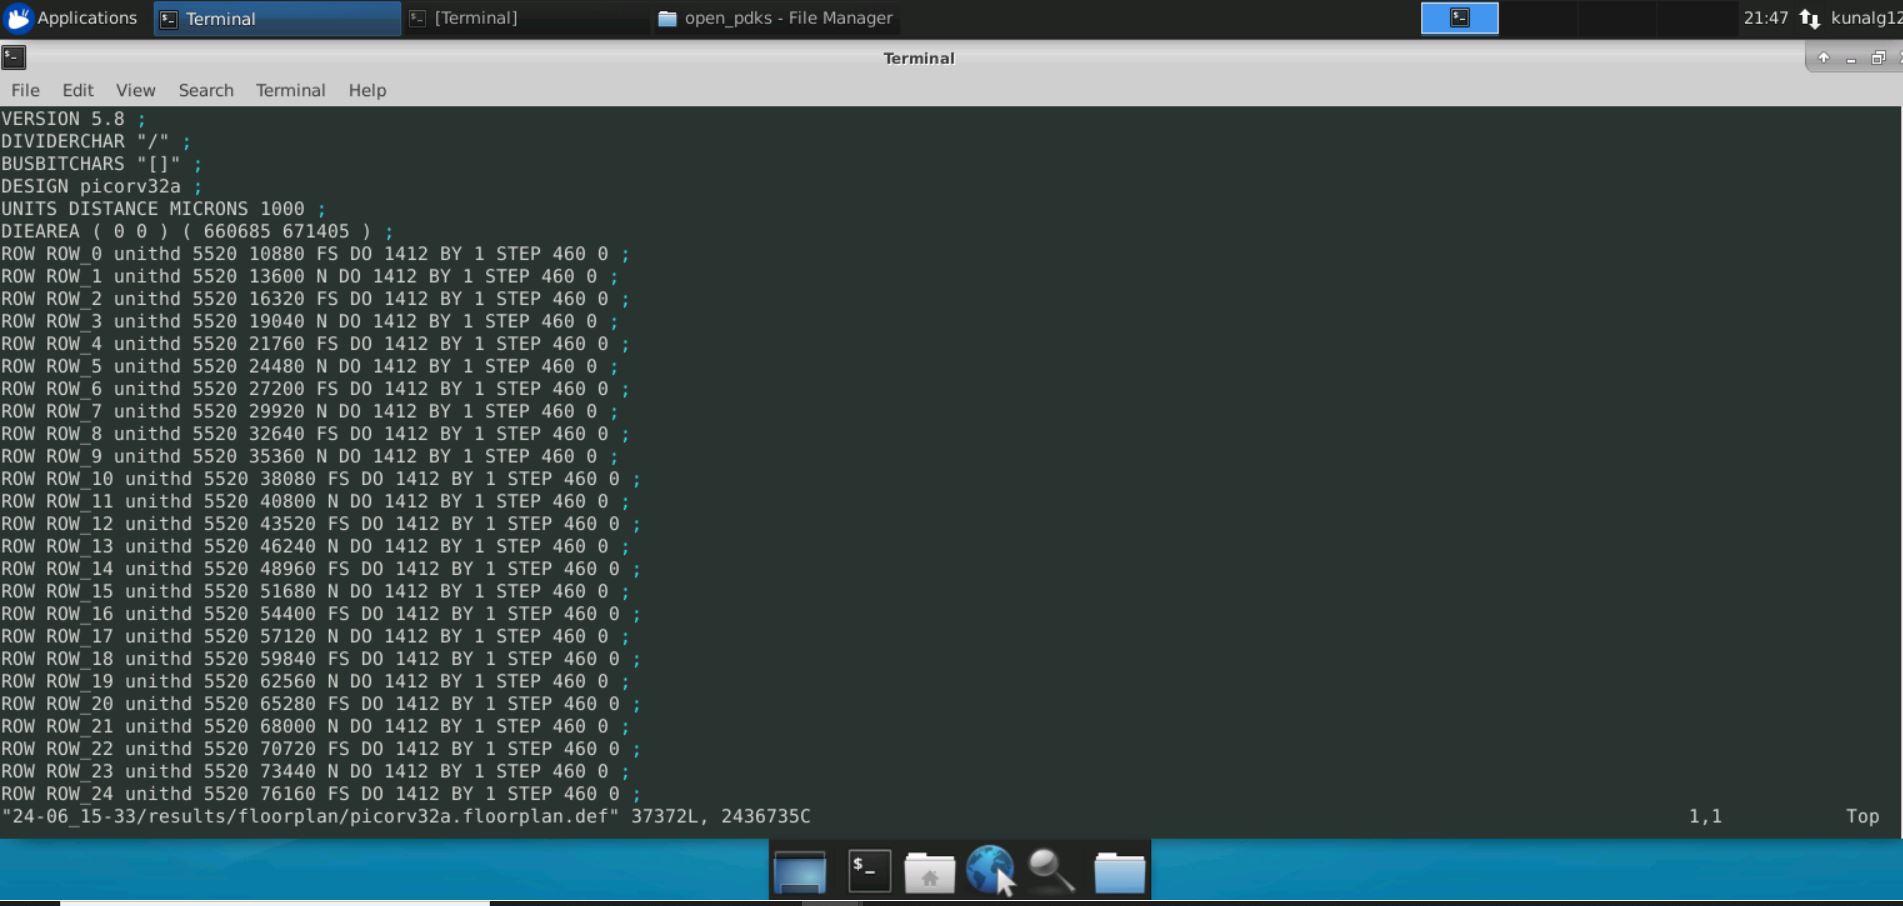 Applications Terminal [Terminal] open_pdks - File Manager 21:47 kunalg12
Terminal
File Edit View Search Terminal Help
VERSION 5.8 ;
DIVIDERCHAR "/" ;
BUSBITCHARS "[]" ;
DESIGN picorv32a ;
UNITS DISTANCE MICRONS 1000 ;
DIEAREA ( 0 0 ) ( 660685 671405 ) ;
ROW ROW_0 unithd 5520 10880 FS DO 1412 BY 1 STEP 460 0 ;
ROW ROW_1 unithd 5520 13600 N DO 1412 BY 1 STEP 460 0 ;
ROW ROW_2 unithd 5520 16320 FS DO 1412 BY 1 STEP 460 0 ;
ROW ROW_3 unithd 5520 19040 N DO 1412 BY 1 STEP 460 0 ;
ROW ROW_4 unithd 5520 21760 FS DO 1412 BY 1 STEP 460 0 ;
ROW ROW_5 unithd 5520 24480 N DO 1412 BY 1 STEP 460 0 ;
ROW ROW_6 unithd 5520 27200 FS DO 1412 BY 1 STEP 460 0 ;
ROW ROW_7 unithd 5520 29920 N DO 1412 BY 1 STEP 460 0 ;
ROW ROW_8 unithd 5520 32640 FS DO 1412 BY 1 STEP 460 0 ;
ROW ROW_9 unithd 5520 35360 N DO 1412 BY 1 STEP 460 0 ;
ROW ROW_10 unithd 5520 38080 FS DO 1412 BY 1 STEP 460 0 ;
ROW ROW_11 unithd 5520 40800 N DO 1412 BY 1 STEP 460 0 ;
ROW ROW_12 unithd 5520 43520 FS DO 1412 BY 1 STEP 460 0 ;
ROW ROW_13 unithd 5520 46240 N DO 1412 BY 1 STEP 460 0 ;
ROW ROW_14 unithd 5520 48960 FS DO 1412 BY 1 STEP 460 0 ;
ROW ROW_15 unithd 5520 51680 N DO 1412 BY 1 STEP 460 0 ;
ROW ROW_16 unithd 5520 54400 FS DO 1412 BY 1 STEP 460 0 ;
ROW ROW_17 unithd 5520 57120 N DO 1412 BY 1 STEP 460 0 ;
ROW ROW_18 unithd 5520 59840 FS DO 1412 BY 1 STEP 460 0 ;
ROW ROW_19 unithd 5520 62560 N DO 1412 BY 1 STEP 460 0 ;
ROW ROW_20 unithd 5520 65280 FS DO 1412 BY 1 STEP 460 0 ;
ROW ROW_21 unithd 5520 68000 N DO 1412 BY 1 STEP 460 0 ;
ROW ROW_22 unithd 5520 70720 FS DO 1412 BY 1 STEP 460 0 ;
ROW ROW_23 unithd 5520 73440 N DO 1412 BY 1 STEP 460 0 ;
ROW ROW_24 unithd 5520 76160 FS DO 1412 BY 1 STEP 460 0 ;
"24-06_15-33/results/floorplan/picorv32a.floorplan.def" 37372L, 2436735C 1,1 Top
$_